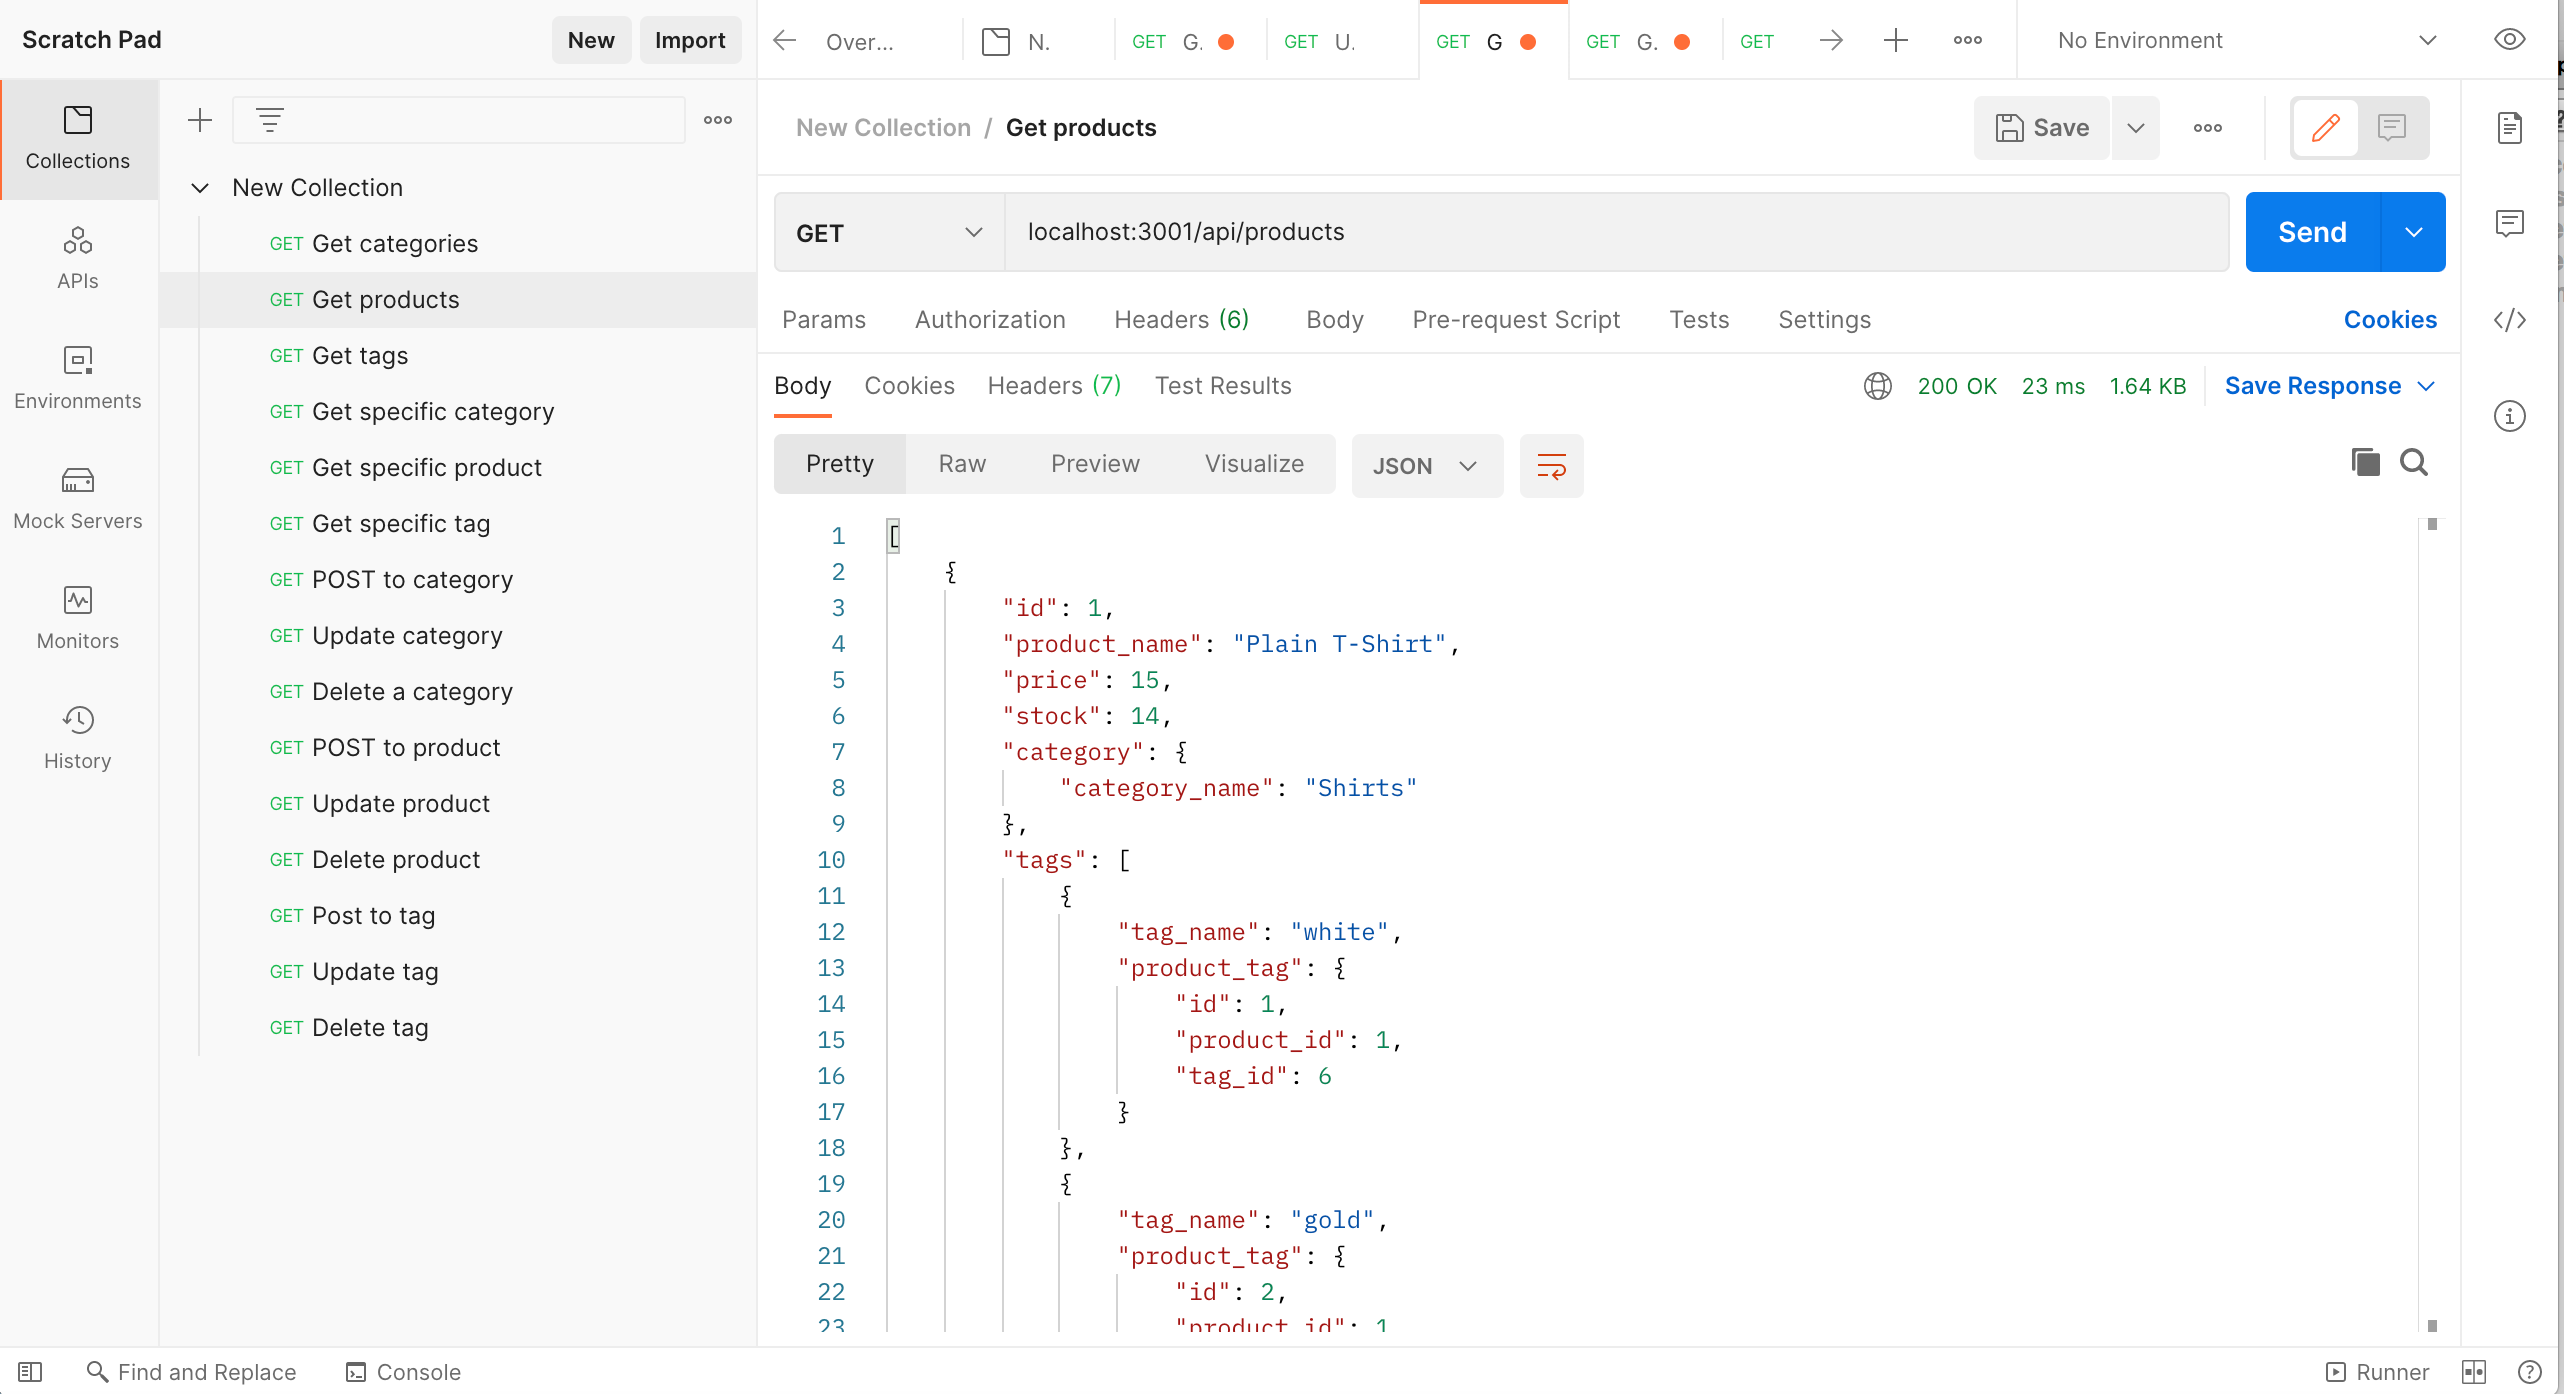 Scratch Pad
New
Import
Over...
N.
GET G.
GET U.
GET G
GET G.
GET
No Environment
Collections
APIs
Environments
Mock Servers
Monitors
History
New Collection
GET Get categories
GET Get products
GET Get tags
GET Get specific category
GET Get specific product
GET Get specific tag
GET POST to category
GET Update category
GET Delete a category
GET POST to product
GET Update product
GET Delete product
GET Post to tag
GET Update tag
GET Delete tag
New Collection / Get products
Save
GET
localhost:3001/api/products
Send
Params Authorization Headers (6) Body Pre-request Script Tests Settings Cookies
Body Cookies Headers (7) Test Results 200 OK 23 ms 1.64 KB Save Response
Pretty Raw Preview Visualize JSON
1 [
2 {
3 "id": 1,
4 "product_name": "Plain T-Shirt",
5 "price": 15,
6 "stock": 14,
7 "category": {
8 "category_name": "Shirts"
9 },
10 "tags": [
11 {
12 "tag_name": "white",
13 "product_tag": {
14 "id": 1,
15 "product_id": 1,
16 "tag_id": 6
17 }
18 },
19 {
20 "tag_name": "gold",
21 "product_tag": {
22 "id": 2,
23 "product_id": 1
Find and Replace
Console
Runner